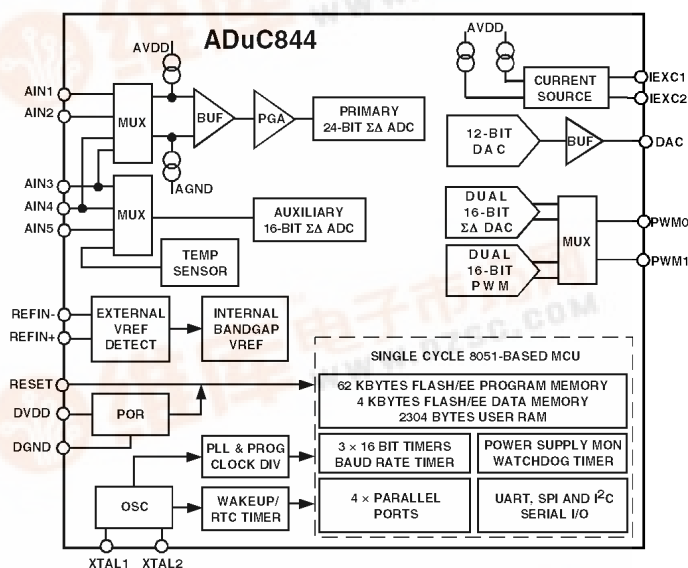 ADuC844
AVDD
AIN1
AIN2
MUX
BUF
PGA
PRIMARY
24-BIT ΣΔ ADC
AGND
AIN3
AIN4
AIN5
MUX
AUXILIARY
16-BIT ΣΔ ADC
TEMP
SENSOR
AVDD
CURRENT
SOURCE
IEXC1
IEXC2
12-BIT
DAC
BUF
DAC
DUAL
16-BIT
ΣΔ DAC
MUX
DUAL
16-BIT
PWM
PWM0
PWM1
REFIN-
REFIN+
EXTERNAL
VREF
DETECT
INTERNAL
BANDGAP
VREF
RESET
DVDD
DGND
POR
SINGLE CYCLE 8051-BASED MCU
62 KBYTES FLASH/EE PROGRAM MEMORY
4 KBYTES FLASH/EE DATA MEMORY
2304 BYTES USER RAM
PLL & PROG
CLOCK DIV
3 × 16 BIT TIMERS
BAUD RATE TIMER
POWER SUPPLY MON
WATCHDOG TIMER
OSC
WAKEUP/
RTC TIMER
4 × PARALLEL
PORTS
UART, SPI AND I²C
SERIAL I/O
XTAL1
XTAL2